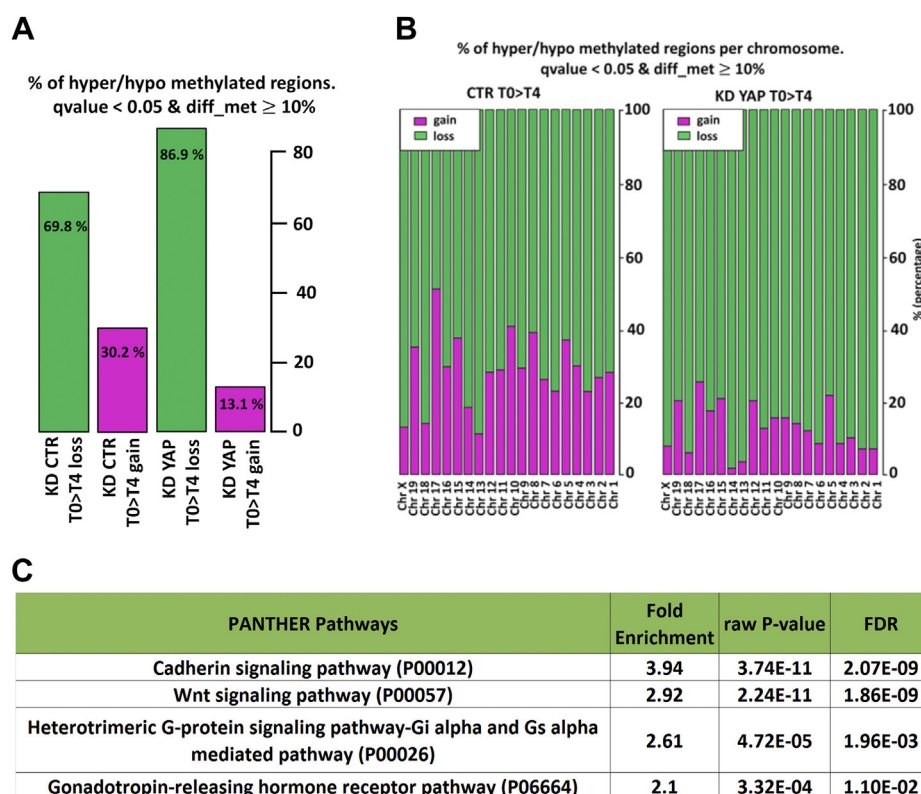 A
% of hyper/hypo methylated regions.
qvalue < 0.05 & diff_met ≥ 10%
69.8 %
30.2 %
86.9 %
13.1 %
80
60
40
20
0
KD CTR
T0>T4 loss
KD CTR
T0>T4 gain
KD YAP
T0>T4 loss
KD YAP
T0>T4 gain
B
% of hyper/hypo methylated regions per chromosome.
qvalue < 0.05 & diff_met ≥ 10%
CTR T0>T4
gain
loss
100
80
60
40
20
0
Chr X
Chr 19
Chr 18
Chr 17
Chr 16
Chr 15
Chr 14
Chr 13
Chr 12
Chr 11
Chr 10
Chr 9
Chr 8
Chr 7
Chr 6
Chr 5
Chr 4
Chr 3
Chr 2
Chr 1
KD YAP T0>T4
gain
loss
100
80
60
40
20
0
% (percentage)
Chr X
Chr 19
Chr 18
Chr 17
Chr 16
Chr 15
Chr 14
Chr 13
Chr 12
Chr 11
Chr 10
Chr 9
Chr 8
Chr 7
Chr 6
Chr 5
Chr 4
Chr 3
Chr 2
Chr 1
C
PANTHER Pathways
Fold
Enrichment
raw P-value
FDR
Cadherin signaling pathway (P00012)
3.94
3.74E-11
2.07E-09
Wnt signaling pathway (P00057)
2.92
2.24E-11
1.86E-09
Heterotrimeric G-protein signaling pathway-Gi alpha and Gs alpha
mediated pathway (P00026)
2.61
4.72E-05
1.96E-03
Gonadotropin-releasing hormone receptor pathway (P06664)
2.1
3.32E-04
1.10E-02